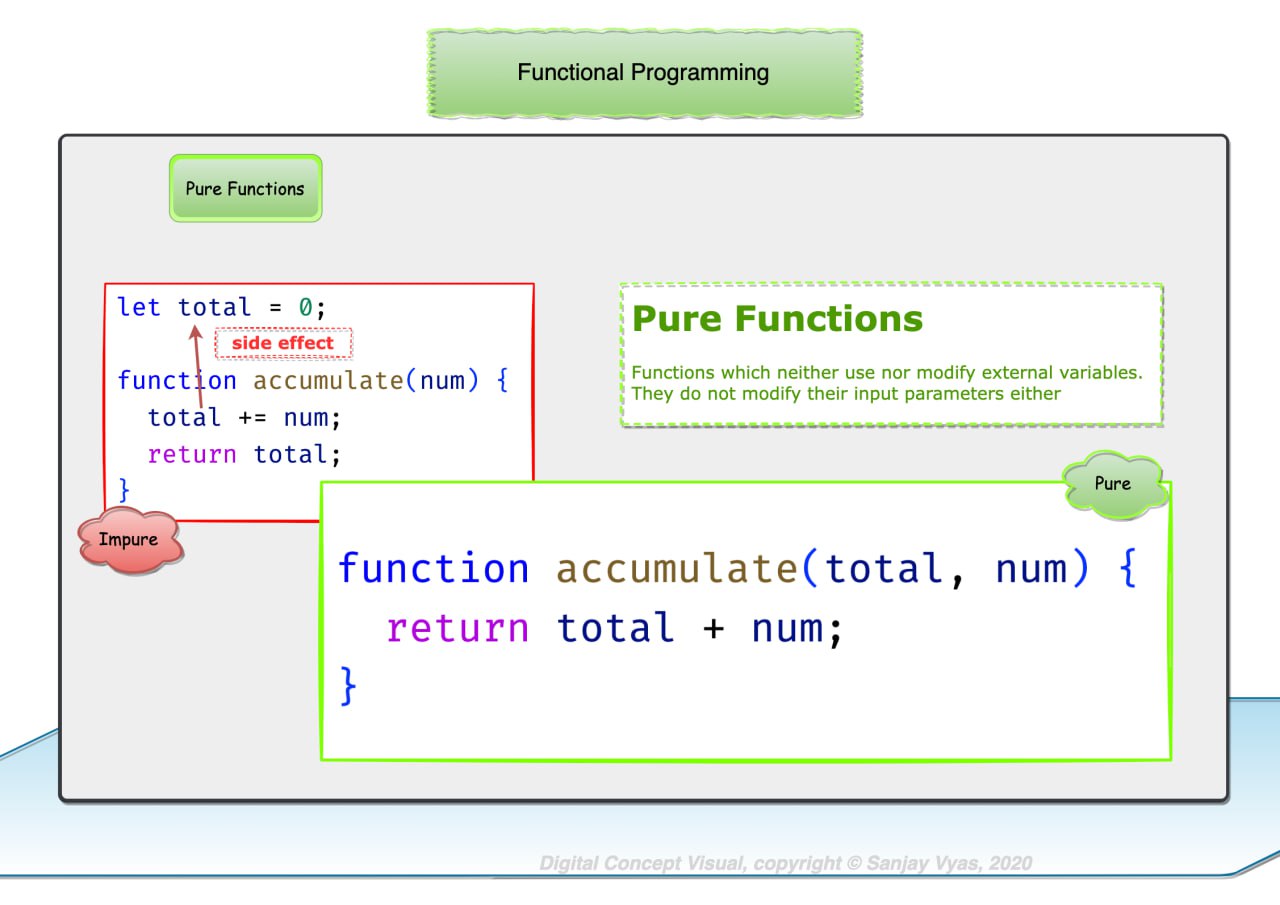 Functional Programming
Pure Functions
let total = 0;
side effect
function accumulate(num) {
  total += num;
  return total;
}
Impure
Pure Functions
Functions which neither use nor modify external variables.
They do not modify their input parameters either
Pure
function accumulate(total, num) {
  return total + num;
}
Digital Concept Visual, copyright © Sanjay Vyas, 2020